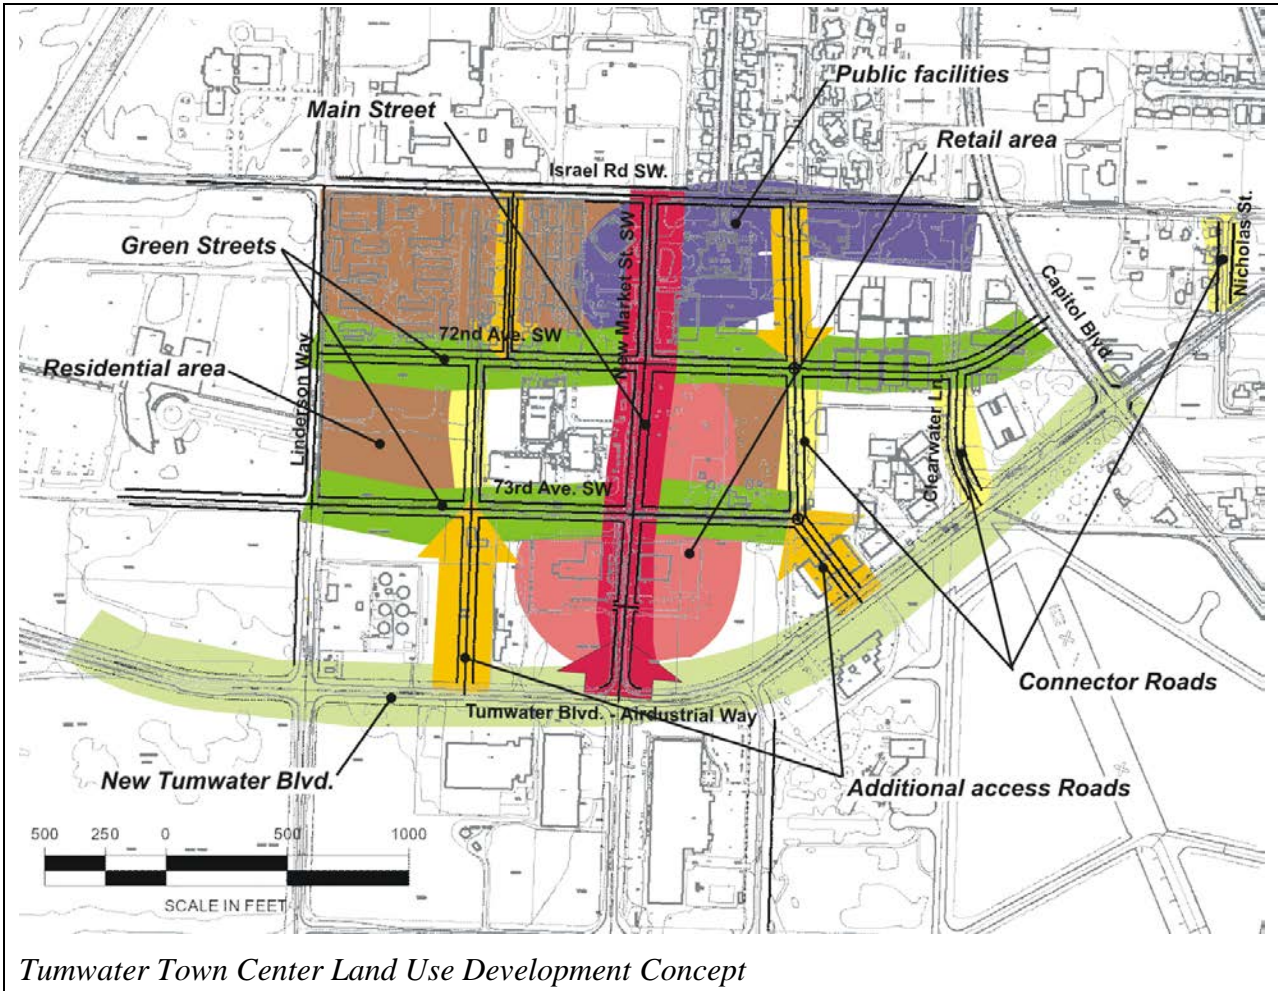 Public facilities
Main Street
Retail area
Israel Rd SW.
Nicholas St.
Green Streets
New Market St. SW
Capitol Blvd.
72nd Ave. SW
Residential area
Linderson Way
Clearwater Ln.
73rd Ave. SW
Connector Roads
Tumwater Blvd. - Airdustrial Way
New Tumwater Blvd.
Additional access Roads
500 250 0 500 1000
SCALE IN FEET
Tumwater Town Center Land Use Development Concept